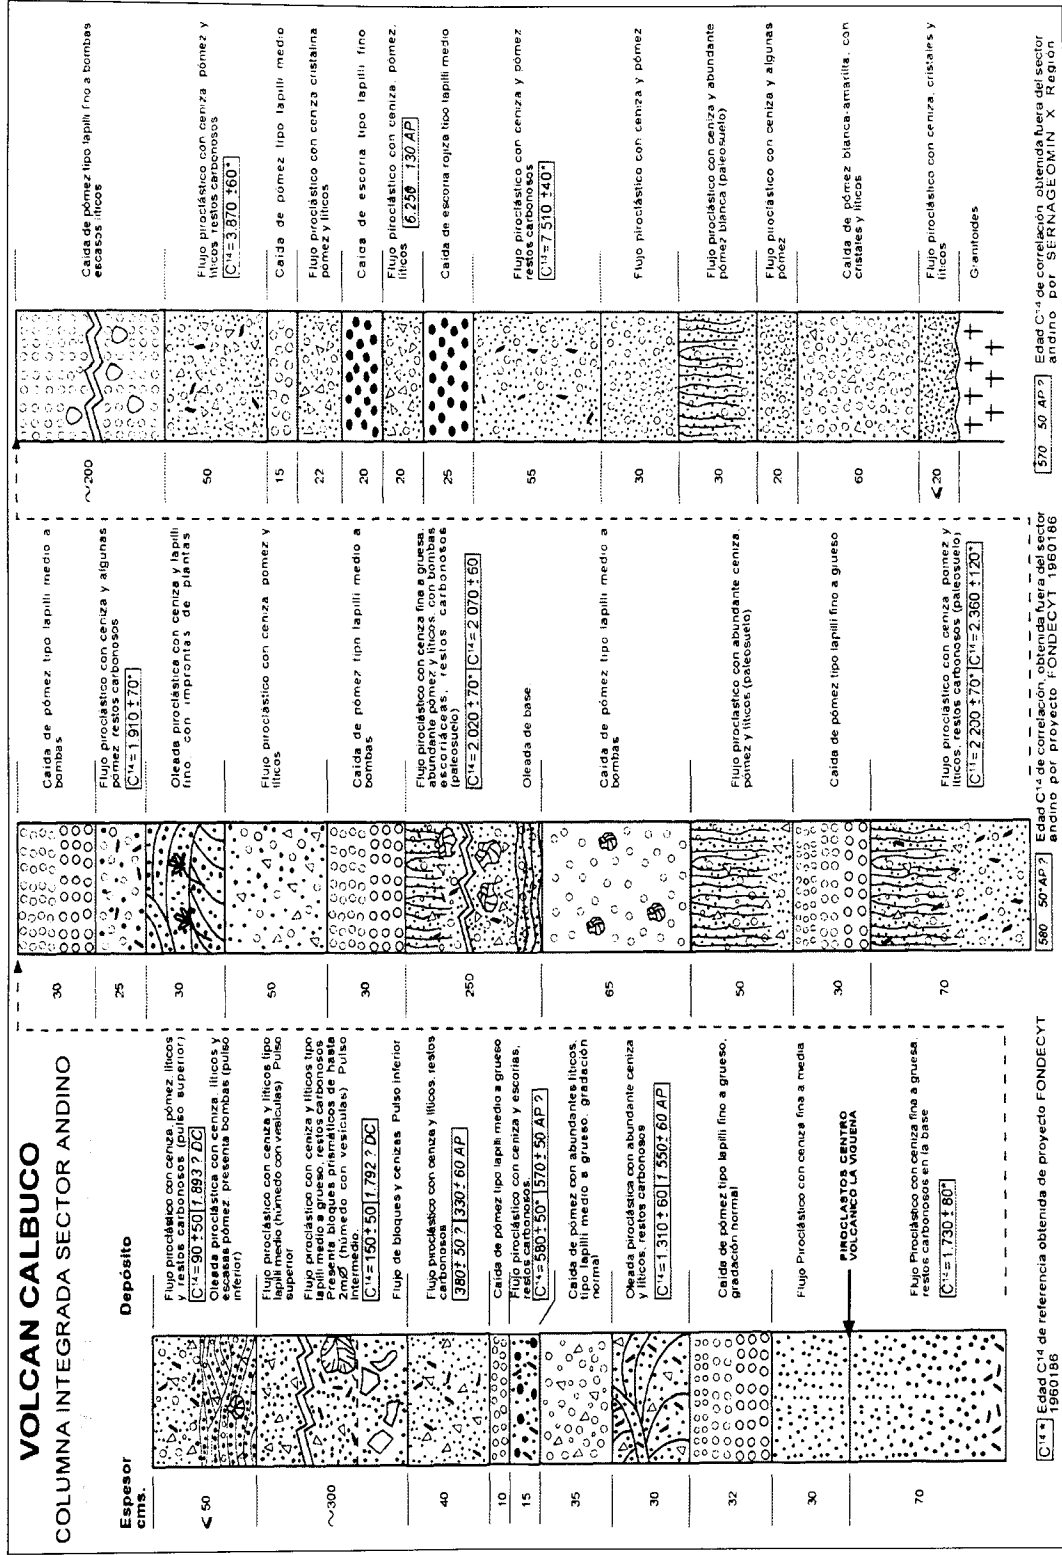 VOLCAN CALBUCO
COLUMNA INTEGRADA SECTOR ANDINO
Espesor
cms.
Depósito
< 50
Flujo piroclástico con ceniza, pómez, líticos
y restos carbonosos (pulso superior)
C¹⁴= 90 ±50 1.893 ? DC
Oleada piroclástica con ceniza, líticos y
escasas pómez, presenta bombas (pulso
inferior)
~300
Flujo piroclástico con ceniza y líticos tipo
lapilli medio (húmedo con vesículas) Pulso
superior
Flujo piroclástico con ceniza y líticos tipo
lapilli medio a grueso, restos carbonosos
Presenta bloques prismáticos de hasta
2mØ (húmedo con vesículas) Pulso
intermedio.
C¹⁴= 150 ±50 1.792 ? DC
Flujo de bloques y cenizas Pulso inferior
40
Flujo piroclástico con ceniza y líticos, restos
carbonosos
380± 50 ? 330± 60 AP
10
Caída de pómez tipo lapilli medio a grueso
15
Flujo piroclástico con ceniza y escorias,
restos carbonosos.
C¹⁴= 580± 50* 570± 50 AP ?
35
Caída de pómez con abundantes líticos,
tipo lapilli medio a grueso, gradación
normal
30
Oleada piroclástica con abundante ceniza
y líticos, restos carbonosos
C¹⁴= 1.310 ± 60 1 550± 60 AP
32
Caída de pómez tipo lapilli fino a grueso,
gradación normal
30
Flujo Piroclástico con ceniza fina a media
PIROCLASTOS CENTRO
VOLCANICO LA VIGUERIA
70
Flujo Piroclástico con ceniza fina a gruesa,
restos carbonosos en la base
C¹⁴= 1.730 ± 80*
C¹⁴ Edad C¹⁴ de referencia obtenida de proyecto FONDECYT
1960186
30
Caída de pómez tipo lapilli medio a
bombas
25
Flujo piroclástico con ceniza y algunas
pómez restos carbonosos
C¹⁴= 1.910 ± 70*
30
Oleada piroclástica con ceniza y lapilli
fino con improntas de plantas
50
Flujo piroclástico con ceniza pómez y
líticos
30
Caída de pómez tipo lapilli medio a
bombas
250
Flujo piroclástico con ceniza fina a gruesa,
abundante pómez y líticos, con bombas
escoriáceas, restos carbonosos
(paleosuelo)
C¹⁴= 2.020 ± 70* C¹⁴= 2 070 ± 60
Oleada de base
65
Caída de pómez tipo lapilli medio a
bombas
50
Flujo piroclástico con abundante ceniza,
pómez y líticos (paleosuelo)
30
Caída de pómez tipo lapilli fino a grueso
70
Flujo piroclástico con ceniza pómez y
líticos, restos carbonosos (paleosuelo)
C¹⁴= 2 200 ± 70* C¹⁴= 2.360 ± 120*
580 50* AP ? Edad C¹⁴ de correlación, obtenida fuera del sector
andino por proyecto FONDECYT 1960186
~200
Caída de pómez tipo lapilli fino a bombas
escasos líticos
50
Flujo piroclástico con ceniza pómez y
líticos restos carbonosos
C¹⁴= 3.870 ±60*
15
Caída de pómez tipo lapilli medio
22
Flujo piroclástico con ceniza cristalina
pómez y líticos
20
Caída de escoria tipo lapilli fino
20
Flujo piroclástico con ceniza, pómez,
líticos 6.250 130 AP
25
Caída de escoria rojiza tipo lapilli medio
55
Flujo piroclástico con ceniza y pómez
restos carbonosos
C¹⁴= 7 510 ±40*
30
Flujo piroclástico con ceniza y pómez
30
Flujo piroclástico con ceniza y abundante
pómez blanca (paleosuelo)
20
Flujo piroclástico con ceniza y algunas
pómez
60
Caída de pómez blanca-amarilla, con
cristales y líticos
< 20
Flujo piroclástico con ceniza, cristales y
líticos
Granitoides
570 50 AP ? Edad C¹⁴ de correlación obtenida fuera del sector
andino por SERNAGEOMIN X Región